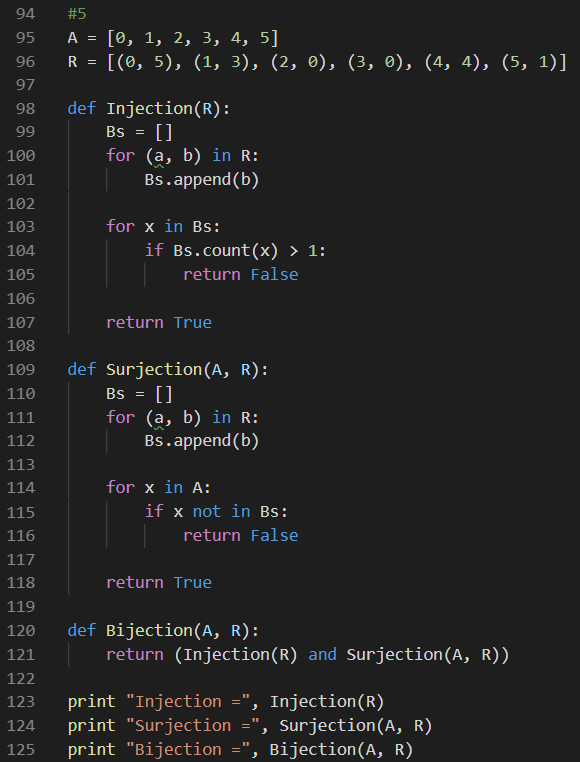 94 #5
95 A = [0, 1, 2, 3, 4, 5]
96 R = [(0, 5), (1, 3), (2, 0), (3, 0), (4, 4), (5, 1)]
97
98 def Injection(R):
99     Bs = []
100     for (a, b) in R:
101         Bs.append(b)
102
103     for x in Bs:
104         if Bs.count(x) > 1:
105             return False
106
107     return True
108
109 def Surjection(A, R):
110     Bs = []
111     for (a, b) in R:
112         Bs.append(b)
113
114     for x in A:
115         if x not in Bs:
116             return False
117
118     return True
119
120 def Bijection(A, R):
121     return (Injection(R) and Surjection(A, R))
122
123 print "Injection =", Injection(R)
124 print "Surjection =", Surjection(A, R)
125 print "Bijection =", Bijection(A, R)